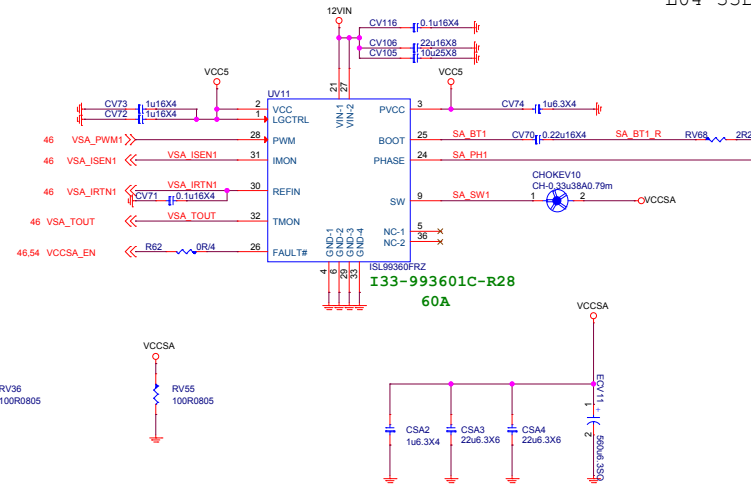 12VIN
CV116 0.1u16X4
CV106 22u16X8
CV105 10u25X8
VCC5
VCC5
UV11
21
27
CV73 1u16X4
CV72 1u16X4
2 VCC
1 LGCTRL
VIN-1
VIN-2
PVCC 3
CV74 1u6.3X4
46 VSA_PWM1 28 PWM
BOOT 25 SA_BT1 CV70 0.22u16X4 SA_BT1_R RV68
46 VSA_ISEN1 VSA_ISEN1 31 IMON
PHASE 24 SA_PH1
CHOKEV10
CH-0.33u38A0.79m
46 VSA_IRTN1 VSA_IRTN1 30 REFIN
CV71 0.1u16X4
SW 9 SA_SW1 1 2 VCCSA
46 VSA_TOUT VSA_TOUT 32 TMON
NC-1 5
NC-2 36
46,54 VCCSA_EN R62 0R/4 26 FAULT#
GND-1
GND-2
GND-3
GND-4
4
6
29
33
ISL99360FRZ
I33-993601C-R28
60A
VCCSA
VCCSA
RV36
100R0805
RV55
100R0805
ECV11
1 +
2
560u6.3SO
CSA2
1u6.3X4
CSA3
22u6.3X6
CSA4
22u6.3X6